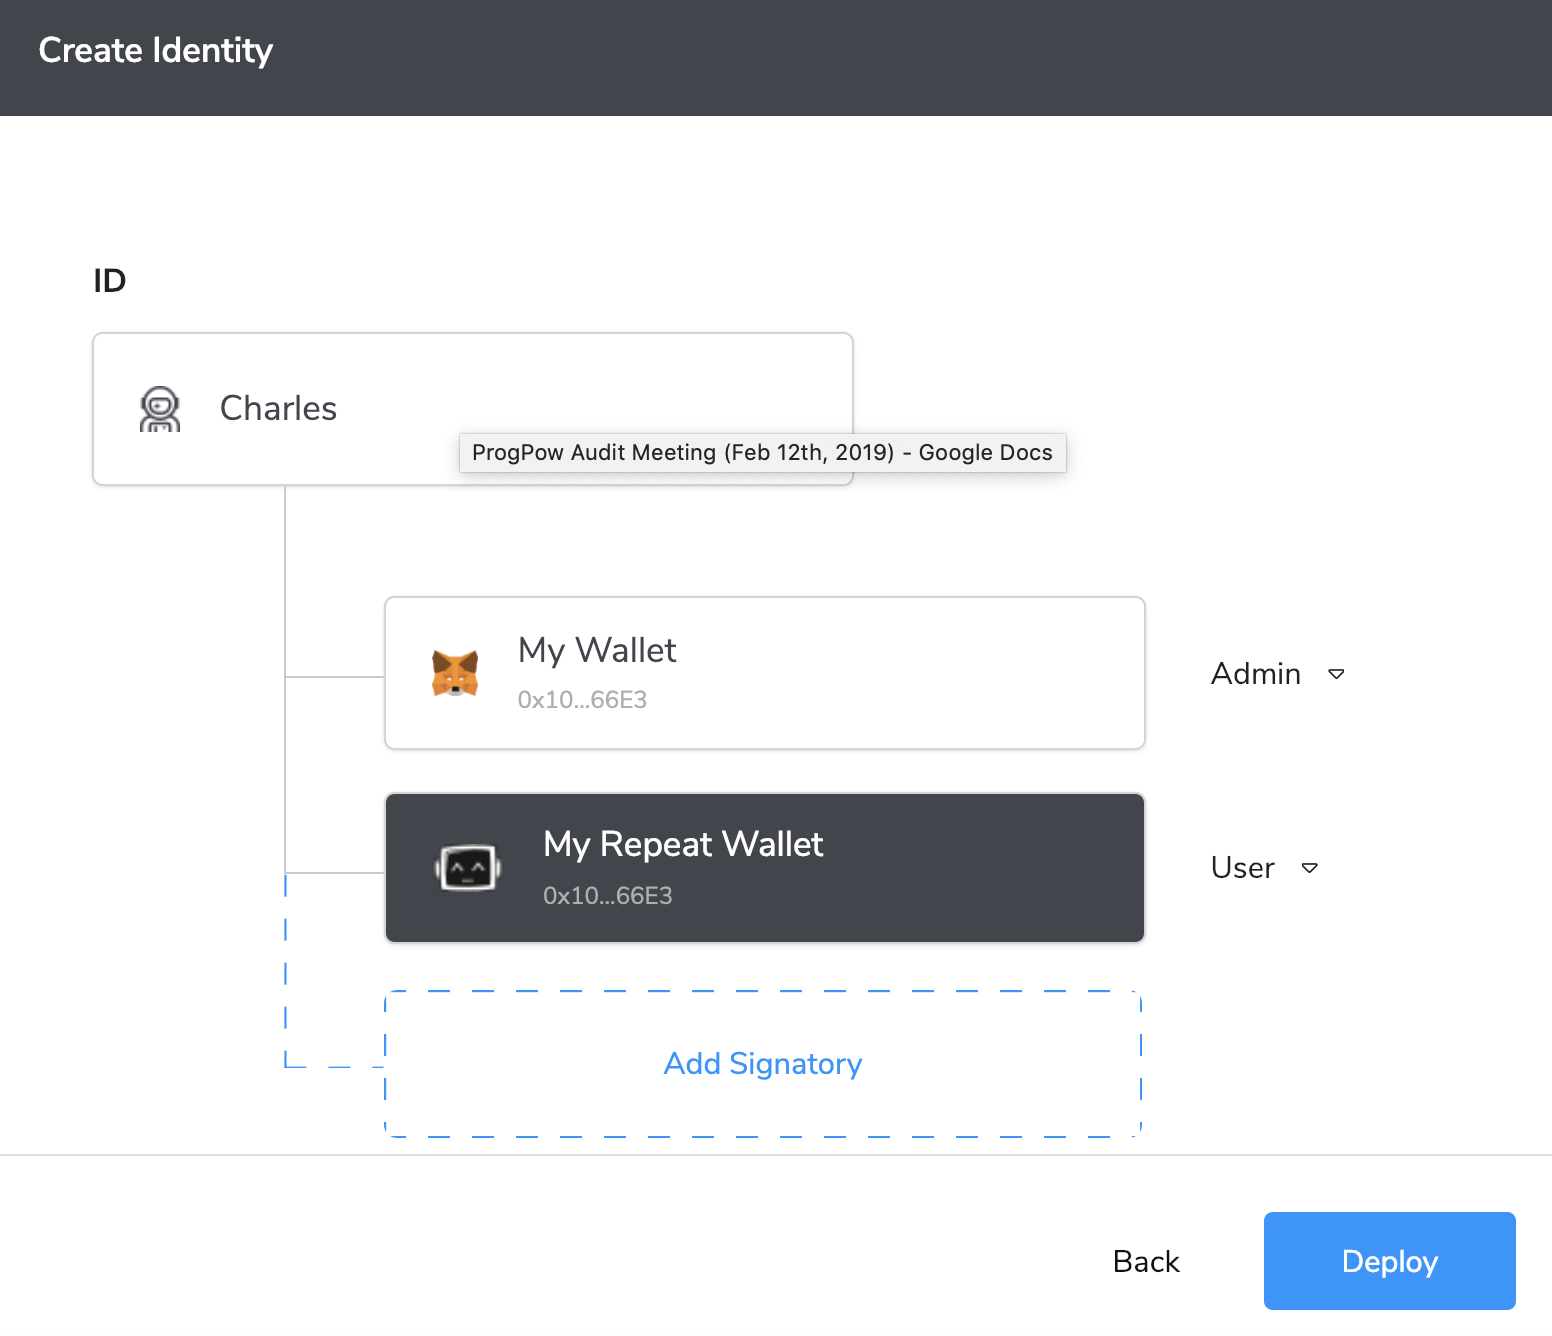 Create Identity
ID
Charles
ProgPow Audit Meeting (Feb 12th, 2019) - Google Docs
My Wallet
0x10...66E3
Admin
My Repeat Wallet
0x10...66E3
User
Add Signatory
Back
Deploy